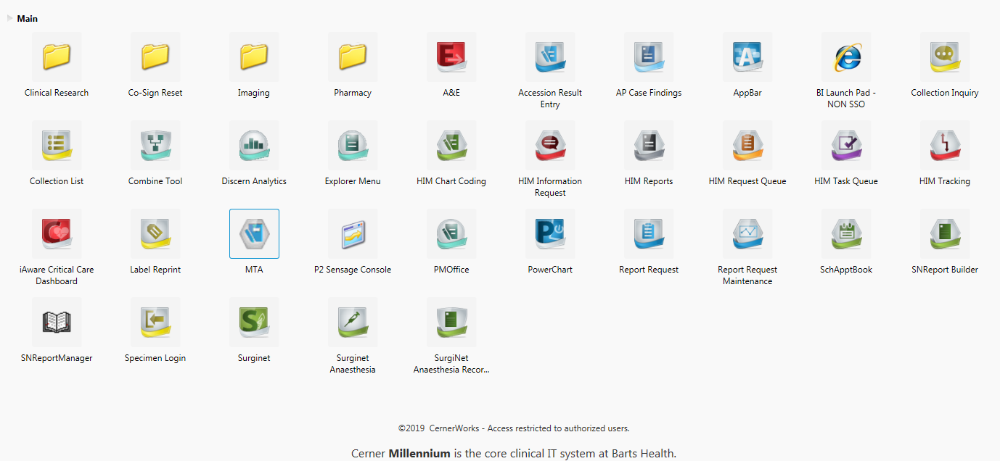 Main
Clinical Research
Co-Sign Reset
Imaging
Pharmacy
A&E
Accession Result
Entry
AP Case Findings
AppBar
BI Launch Pad -
NON SSO
Collection Inquiry
Collection List
Combine Tool
Discern Analytics
Explorer Menu
HIM Chart Coding
HIM Information
Request
HIM Reports
HIM Request Queue
HIM Task Queue
HIM Tracking
iAware Critical Care
Dashboard
Label Reprint
MTA
P2 Sensage Console
PMOffice
PowerChart
Report Request
Report Request
Maintenance
SchApptBook
SNReport Builder
SNReportManager
Specimen Login
Surginet
Surginet
Anaesthesia
SurgiNet
Anaesthesia Recor...
©2019 CernerWorks - Access restricted to authorized users.
Cerner Millennium is the core clinical IT system at Barts Health.